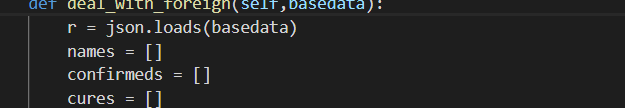 def deal_with_foreign(self,basedata):
r = json.loads(basedata)
names = []
confirmeds = []
cures = []